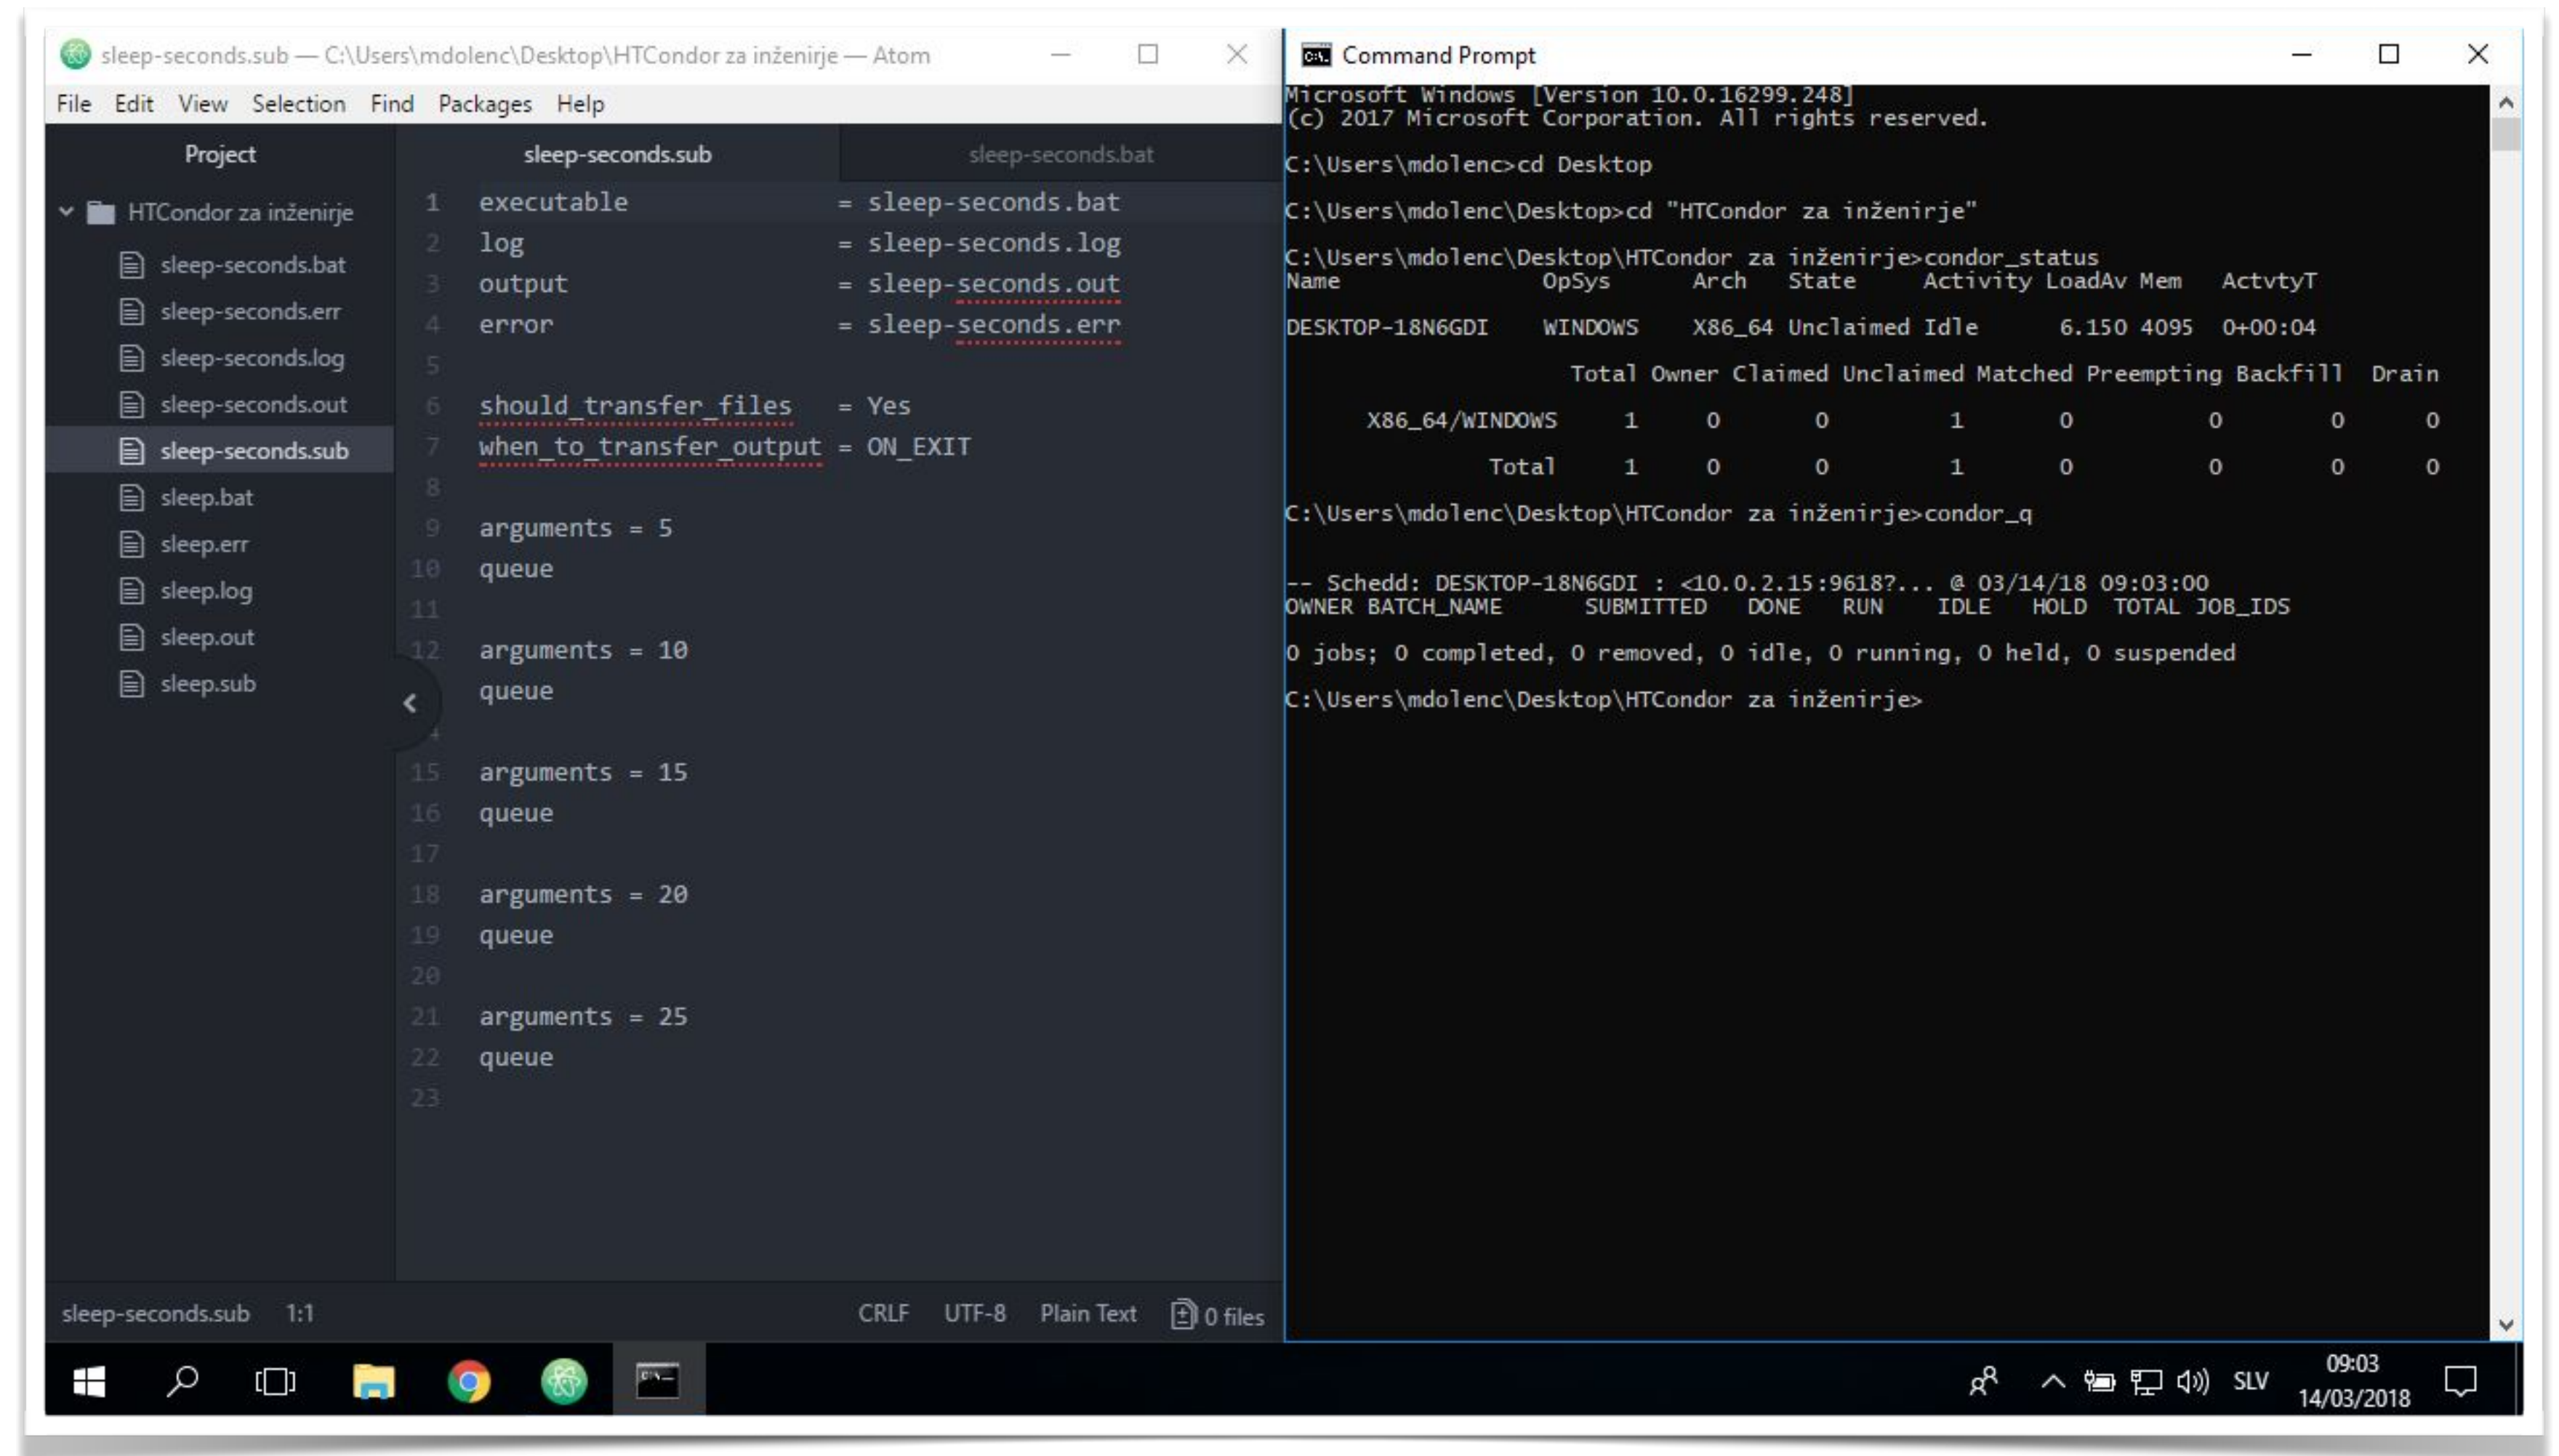 sleep-seconds.sub — C:\Users\mdolenc\Desktop\HTCondor za inženirje — Atom
File Edit View Selection Find Packages Help
Project
HTCondor za inženirje
sleep-seconds.bat
sleep-seconds.err
sleep-seconds.log
sleep-seconds.out
sleep-seconds.sub
sleep.bat
sleep.err
sleep.log
sleep.out
sleep.sub
sleep-seconds.sub sleep-seconds.bat
1 executable = sleep-seconds.bat
2 log = sleep-seconds.log
3 output = sleep-seconds.out
4 error = sleep-seconds.err
5
6 should_transfer_files = Yes
7 when_to_transfer_output = ON_EXIT
8
9 arguments = 5
10 queue
11
12 arguments = 10
queue
4
15 arguments = 15
16 queue
17
18 arguments = 20
19 queue
20
21 arguments = 25
22 queue
23
sleep-seconds.sub 1:1 CRLF UTF-8 Plain Text 0 files
Command Prompt
Microsoft Windows [Version 10.0.16299.248]
(c) 2017 Microsoft Corporation. All rights reserved.
C:\Users\mdolenc>cd Desktop
C:\Users\mdolenc\Desktop>cd "HTCondor za inženirje"
C:\Users\mdolenc\Desktop\HTCondor za inženirje>condor_status
Name OpSys Arch State Activity LoadAv Mem ActvtyT
DESKTOP-18N6GDI WINDOWS X86_64 Unclaimed Idle 6.150 4095 0+00:04
Total Owner Claimed Unclaimed Matched Preempting Backfill Drain
X86_64/WINDOWS 1 0 0 1 0 0 0 0
Total 1 0 0 1 0 0 0 0
C:\Users\mdolenc\Desktop\HTCondor za inženirje>condor_q
-- Schedd: DESKTOP-18N6GDI : <10.0.2.15:9618?... @ 03/14/18 09:03:00
OWNER BATCH_NAME SUBMITTED DONE RUN IDLE HOLD TOTAL JOB_IDS
0 jobs; 0 completed, 0 removed, 0 idle, 0 running, 0 held, 0 suspended
C:\Users\mdolenc\Desktop\HTCondor za inženirje>
SLV
09:03
14/03/2018